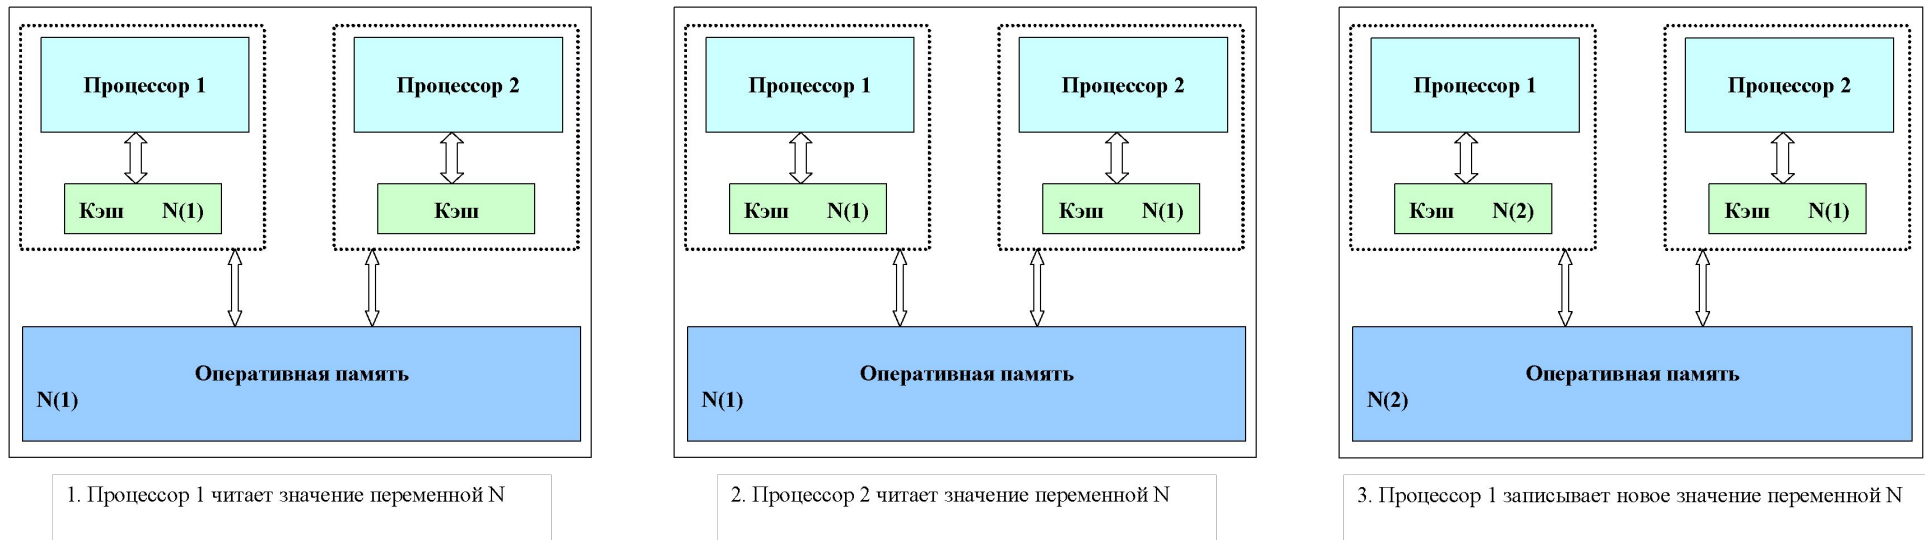 Процессор 1
Процессор 2
Кэш N(1)
Кэш
Оперативная память
N(1)
1. Процессор 1 читает значение переменной N
Процессор 1
Процессор 2
Кэш N(1)
Кэш N(1)
Оперативная память
N(1)
2. Процессор 2 читает значение переменной N
Процессор 1
Процессор 2
Кэш N(2)
Кэш N(1)
Оперативная память
N(2)
3. Процессор 1 записывает новое значение переменной N